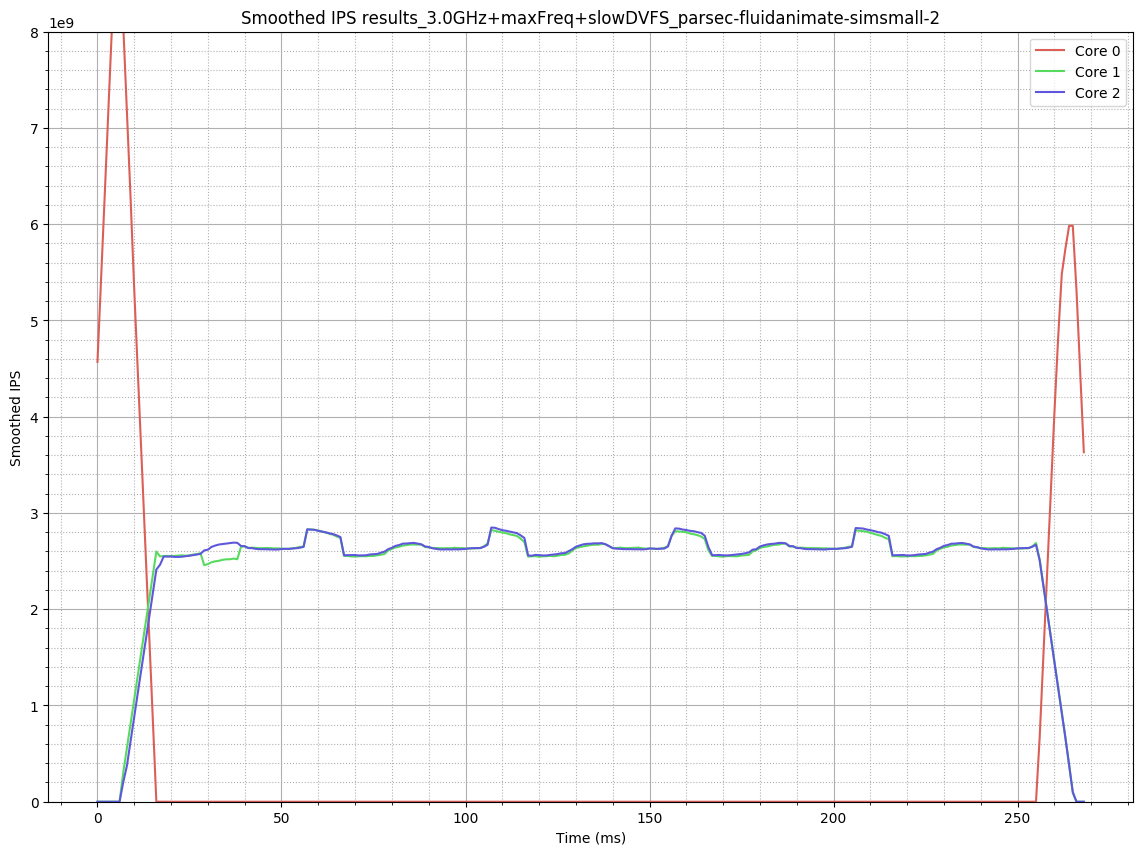 Smoothed IPS results_3.0GHz+maxFreq+slowDVFS_parsec-fluidanimate-simsmall-2
1e9
8
7
6
5
4
3
2
1
0
Smoothed IPS
Core 0
Core 1
Core 2
0 50 100 150 200 250
Time (ms)